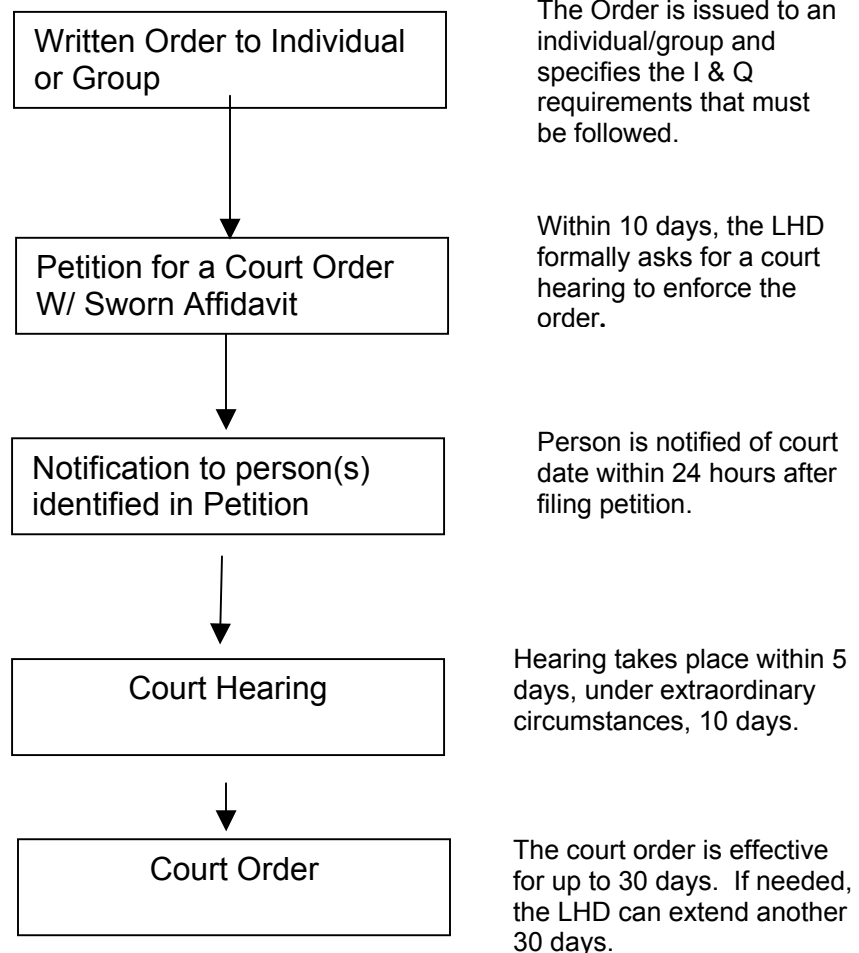 Written Order to Individual
or Group
The Order is issued to an
individual/group and
specifies the I & Q
requirements that must
be followed.
Petition for a Court Order
W/ Sworn Affidavit
Within 10 days, the LHD
formally asks for a court
hearing to enforce the
order.
Notification to person(s)
identified in Petition
Person is notified of court
date within 24 hours after
filing petition.
Court Hearing
Hearing takes place within 5
days, under extraordinary
circumstances, 10 days.
Court Order
The court order is effective
for up to 30 days.  If needed,
the LHD can extend another
30 days.